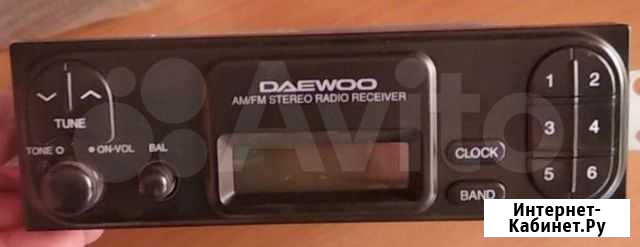 DAEWOO
AM/FM STEREO RADIO RECEIVER
TUNE
TONE
ON-VOL
BAL
CLOCK
BAND
1 2
3 4
5 6
Avito
Интернет-
Кабинет.Ру